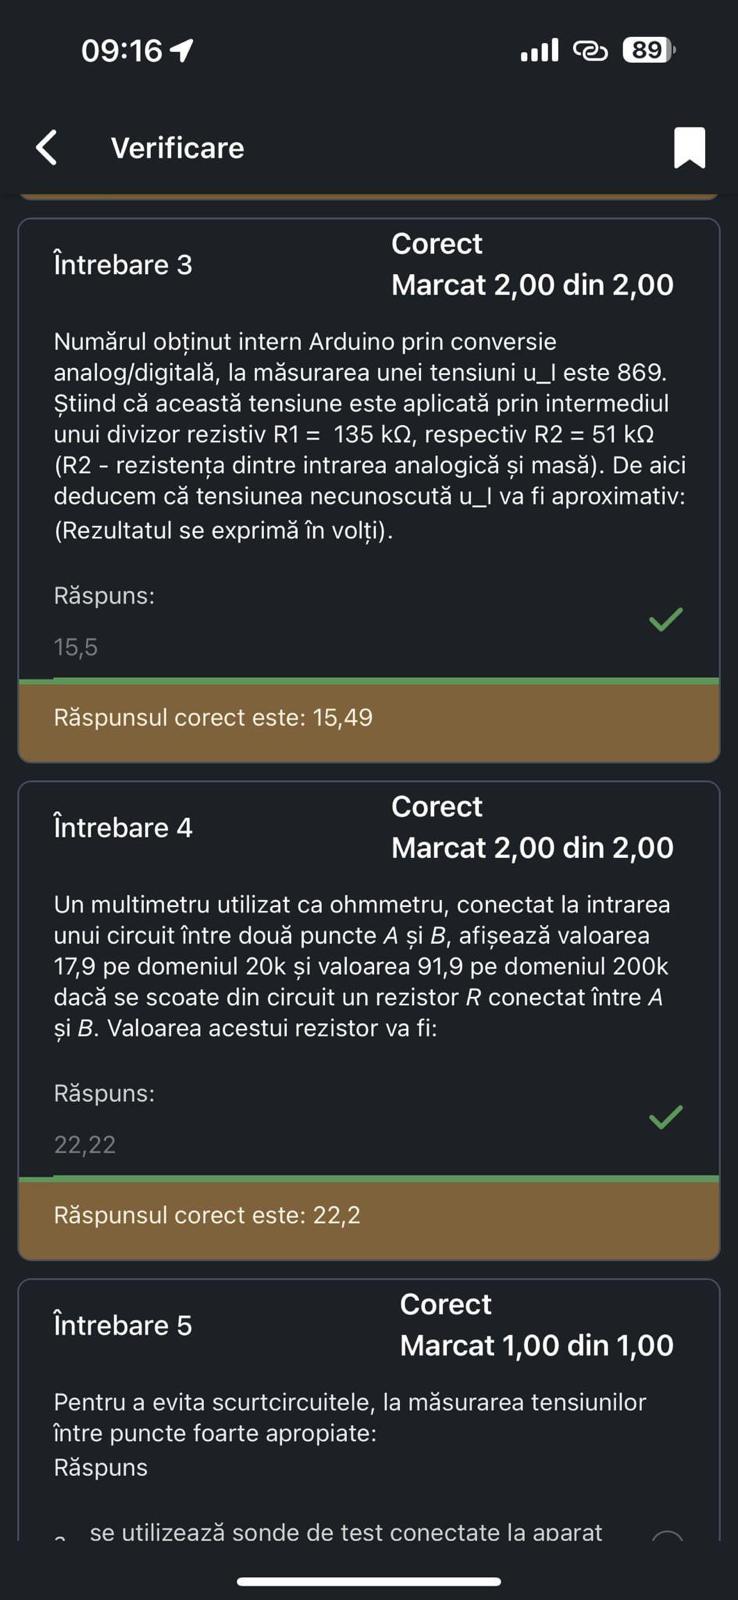 09:16
89
Verificare
Întrebare 3
Corect
Marcat 2,00 din 2,00
Numărul obținut intern Arduino prin conversie
analog/digitală, la măsurarea unei tensiuni u_I este 869.
Știind că această tensiune este aplicată prin intermediul
unui divizor rezistiv R1 = 135 kΩ, respectiv R2 = 51 kΩ
(R2 - rezistența dintre intrarea analogică și masă). De aici
deducem că tensiunea necunoscută u_I va fi aproximativ:
(Rezultatul se exprimă în volți).
Răspuns:
15,5
Răspunsul corect este: 15,49
Întrebare 4
Corect
Marcat 2,00 din 2,00
Un multimetru utilizat ca ohmmetru, conectat la intrarea
unui circuit între două puncte A și B, afișează valoarea
17,9 pe domeniul 20k și valoarea 91,9 pe domeniul 200k
dacă se scoate din circuit un rezistor R conectat între A
și B. Valoarea acestui rezistor va fi:
Răspuns:
22,22
Răspunsul corect este: 22,2
Întrebare 5
Corect
Marcat 1,00 din 1,00
Pentru a evita scurtcircuitele, la măsurarea tensiunilor
între puncte foarte apropiate:
Răspuns
se utilizează sonde de test conectate la aparat